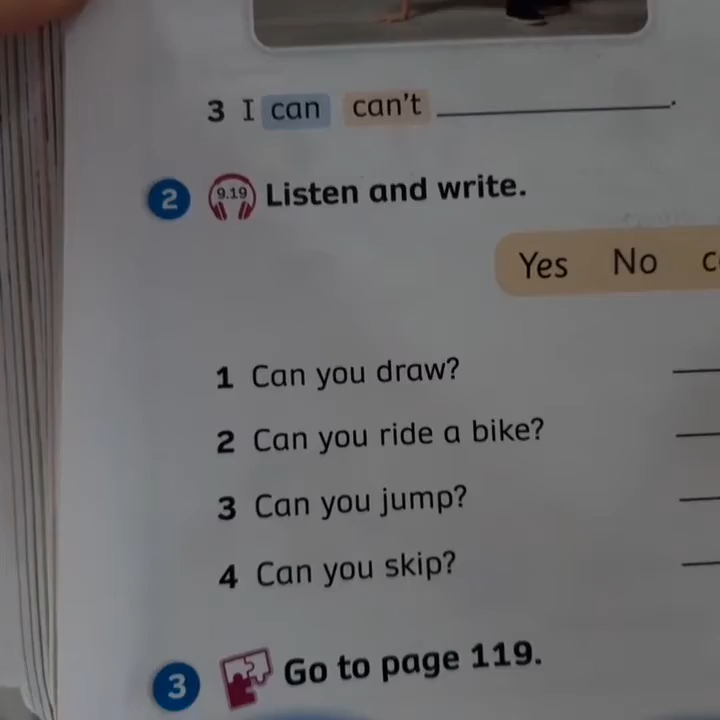 3 I can can't ____________.
2 9.19 Listen and write.
Yes No
1 Can you draw?
2 Can you ride a bike?
3 Can you jump?
4 Can you skip?
3 Go to page 119.